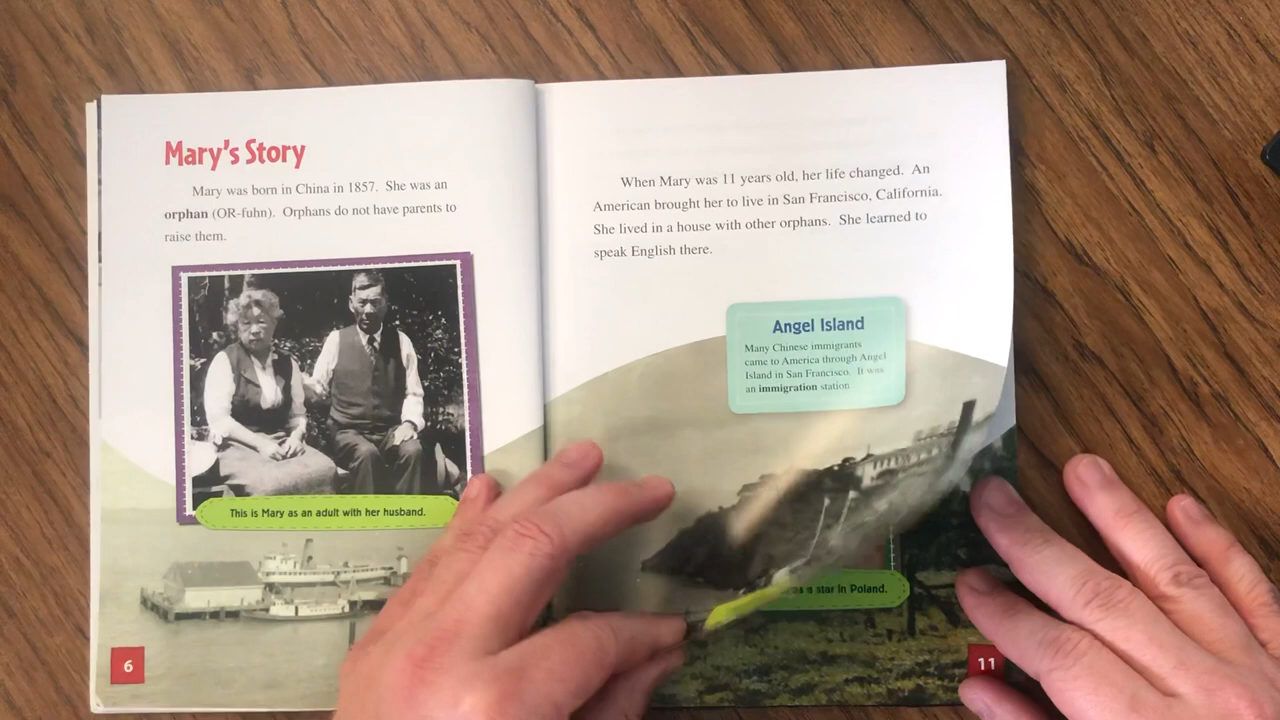 Mary's Story
Mary was born in China in 1857. She was an
orphan (OR-fuhn). Orphans do not have parents to
raise them.
This is Mary as an adult with her husband.
6
When Mary was 11 years old, her life changed. An
American brought her to live in San Francisco, California.
She lived in a house with other orphans. She learned to
speak English there.
Angel Island
Many Chinese immigrants
came to America through Angel
Island in San Francisco. It was
an immigration station
as a star in Poland.
11